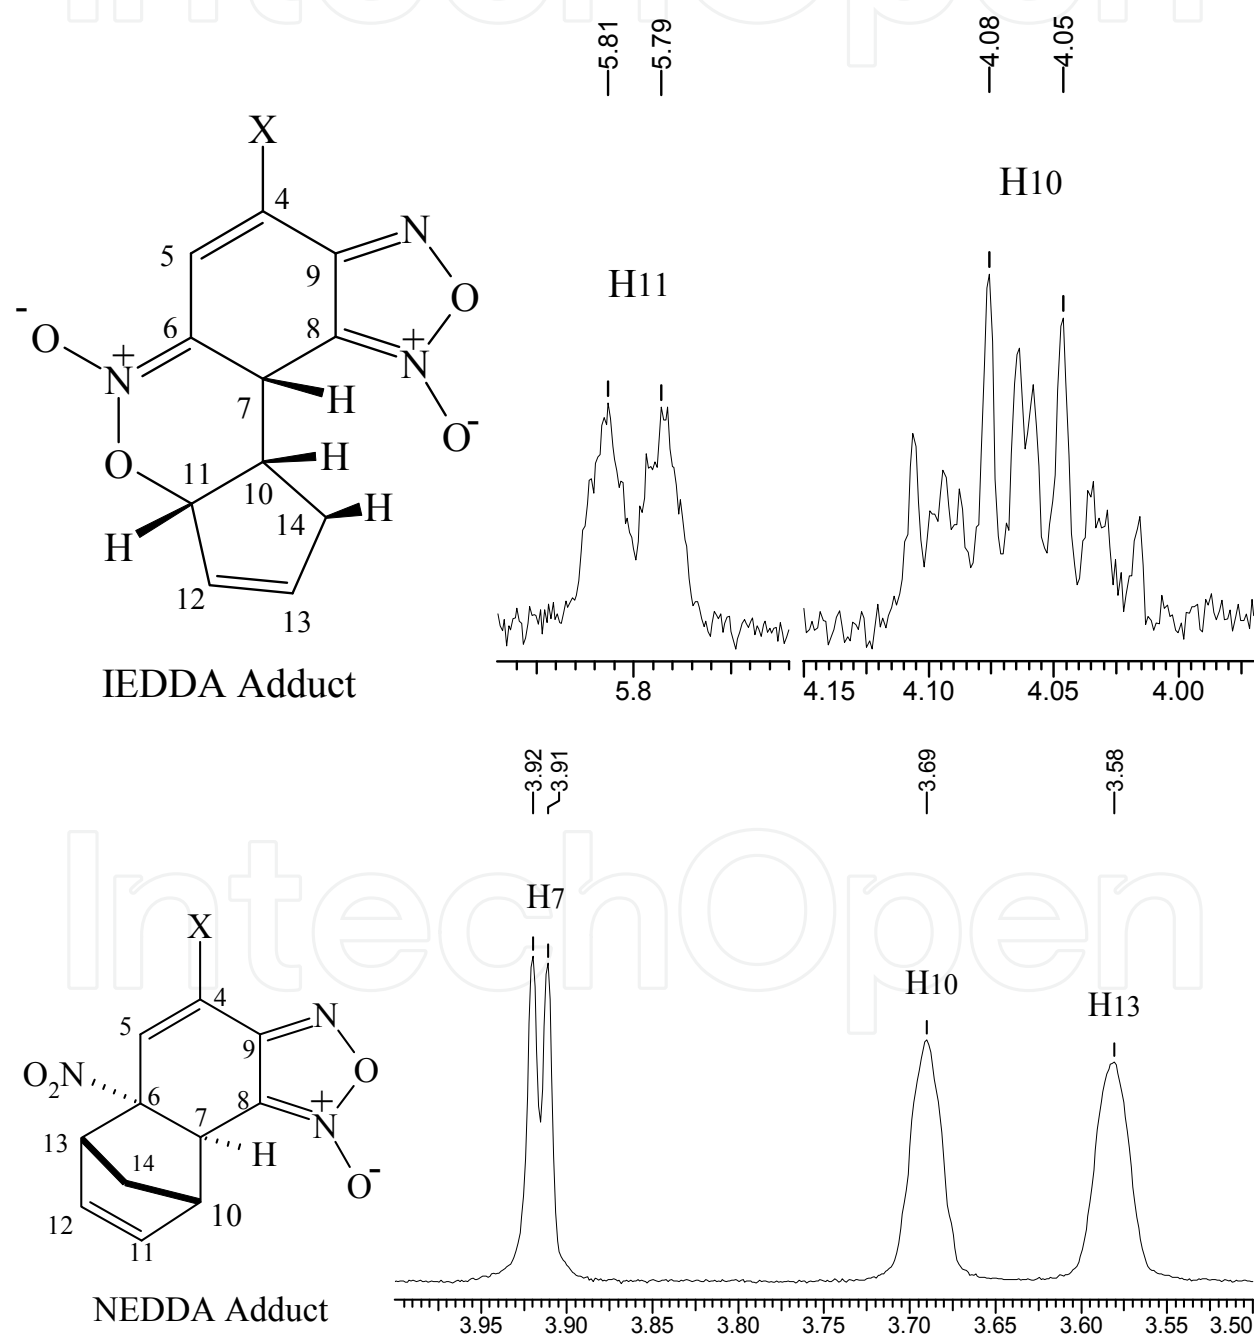 IntechOpen
5.81
5.79
4.08
4.05
X
4
5
N
9
O
H10
H11
-
O
+
N
6
8
+
N
7
H
O-
O
11
H
10
14
H
H
12
13
IEDDA Adduct
5.8
4.15
4.10
4.05
4.00
3.92
3.91
3.69
3.58
IntechOpen
H7
X
4
5
N
9
H10
H13
O2N
O
6
7
8
+
N
13
H
14
O-
12
10
11
NEDDA Adduct
3.95
3.90
3.85
3.80
3.75
3.70
3.65
3.60
3.55
3.50